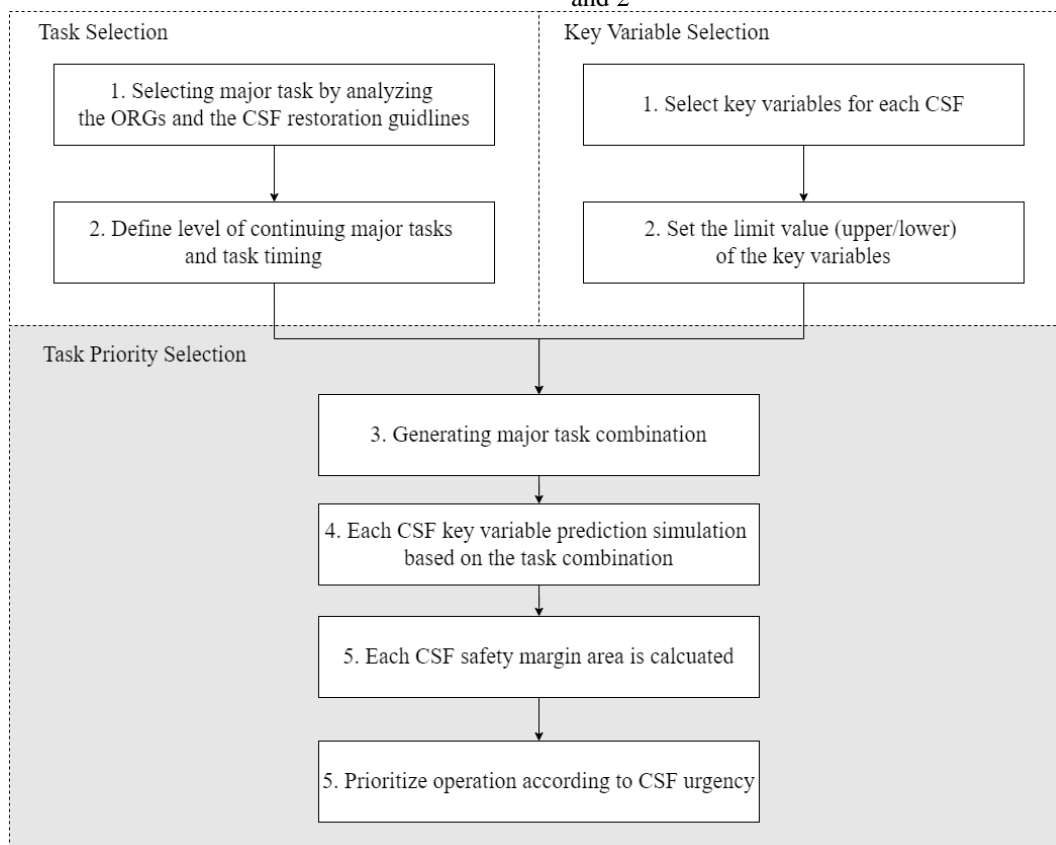 and 2
Task Selection
1. Selecting major task by analyzing
the ORGs and the CSF restoration guidlines
2. Define level of continuing major tasks
and task timing
Key Variable Selection
1. Select key variables for each CSF
2. Set the limit value (upper/lower)
of the key variables
Task Priority Selection
3. Generating major task combination
4. Each CSF key variable prediction simulation
based on the task combination
5. Each CSF safety margin area is calcuated
5. Prioritize operation according to CSF urgency